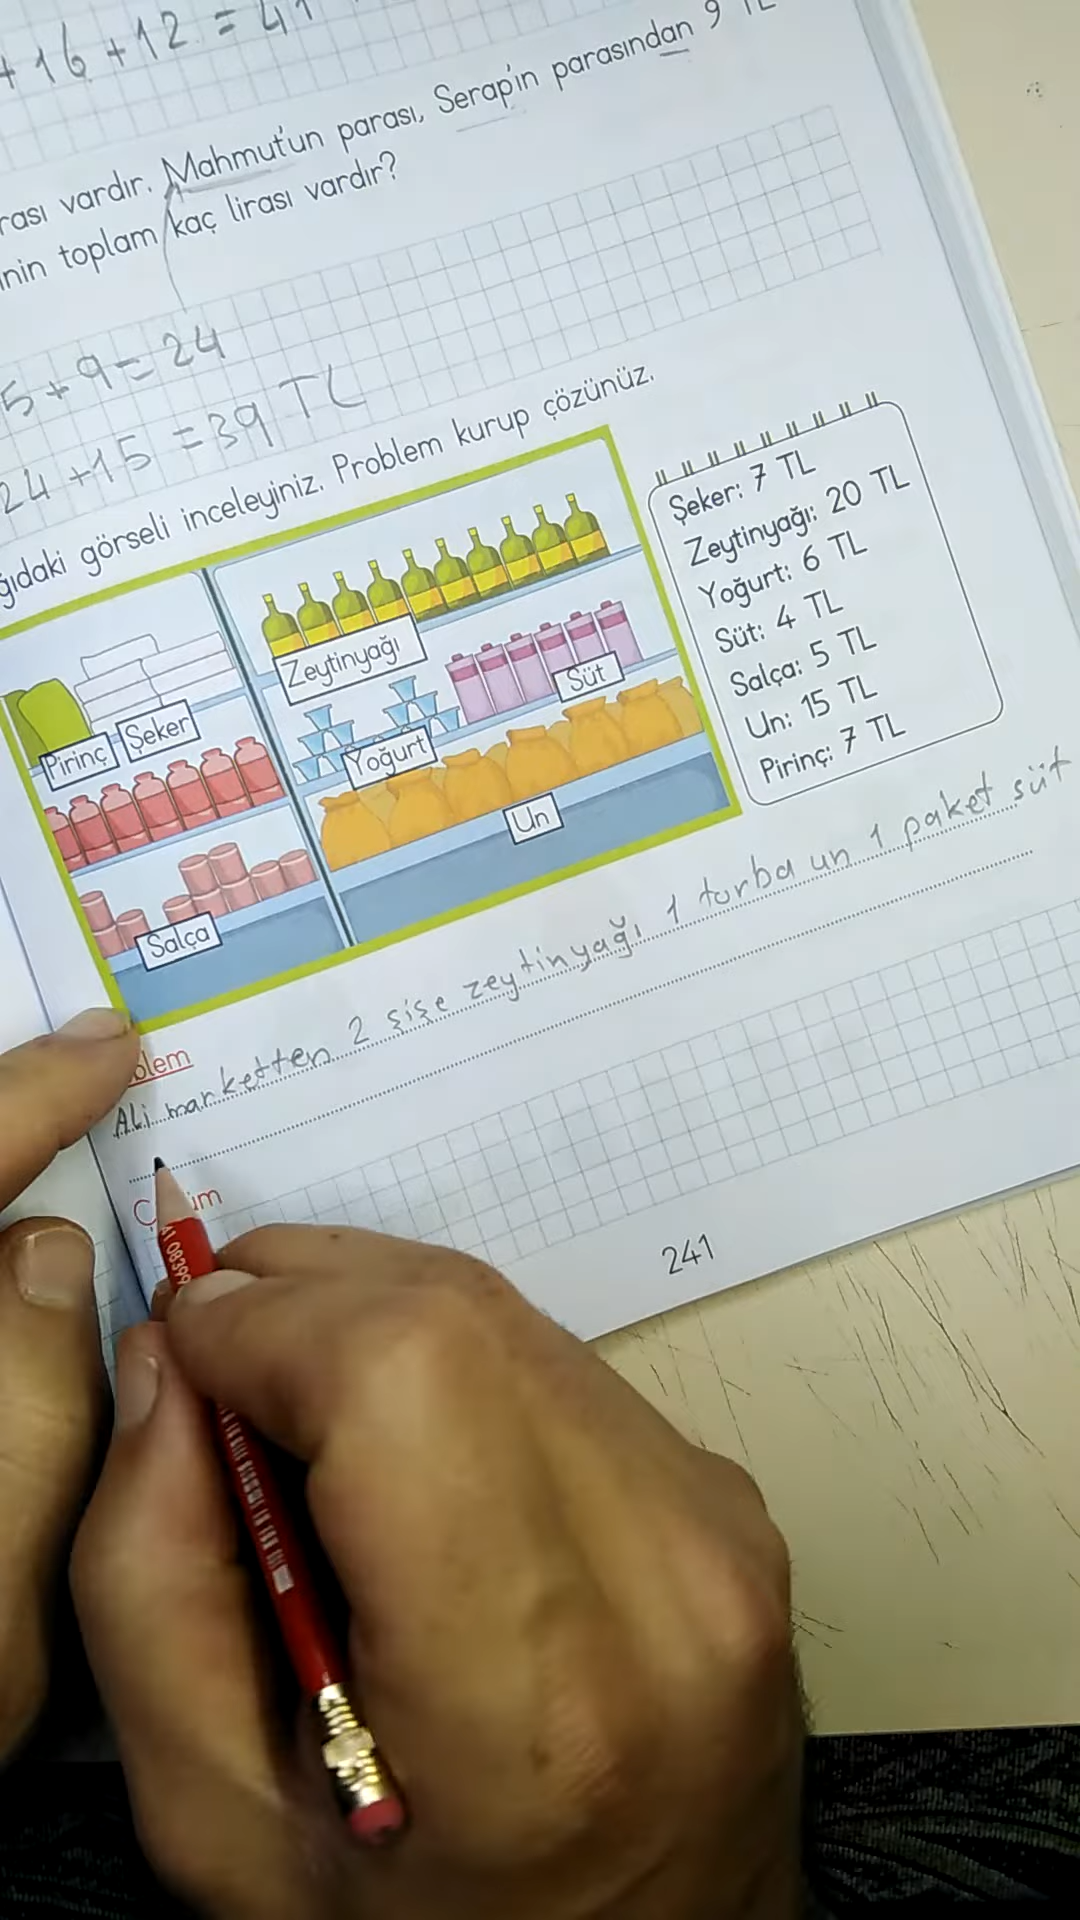 + 16 + 12 = 41
rası vardır. Mahmut'un parası, Serap'ın parasından 9 TL
inin toplam kaç lirası vardır?
5 + 9 = 24
24 + 15 = 39 TL
ğıdaki görseli inceleyiniz. Problem kurup çözünüz.
Zeytinyağı
Süt
Pirinç
Şeker
Yoğurt
Un
Salça
Şeker: 7 TL
Zeytinyağı: 20 TL
Yoğurt: 6 TL
Süt: 4 TL
Salça: 5 TL
Un: 15 TL
Pirinç: 7 TL
blem
Ali marketten 2 şişe zeytinyağı 1 torba un 1 paket süt
Ç üm
241